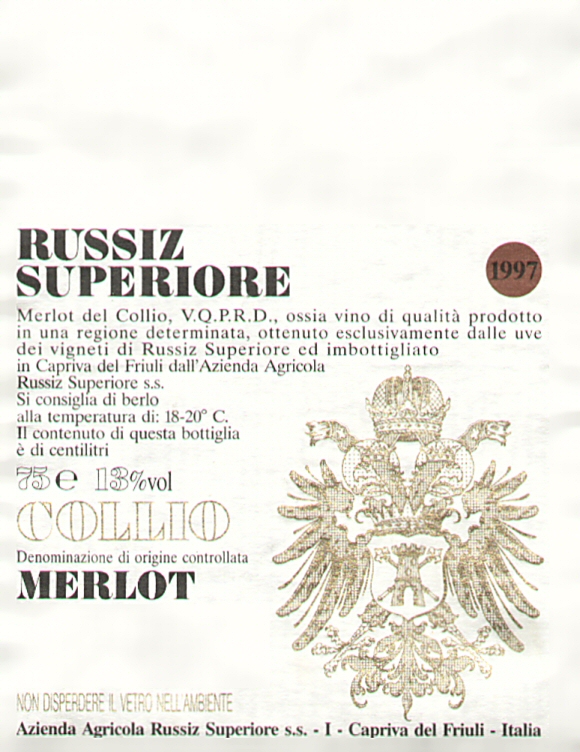 RUSSIZ
SUPERIORE
1997
Merlot del Collio, V.Q.P.R.D., ossia vino di qualità prodotto
in una regione determinata, ottenuto esclusivamente dalle uve
dei vigneti di Russiz Superiore ed imbottigliato
in Capriva del Friuli dall'Azienda Agricola
Russiz Superiore s.s.
Si consiglia di berlo
alla temperatura di: 18-20° C.
Il contenuto di questa bottiglia
è di centilitri
75 e 13%vol
COLLIO
Denominazione di origine controllata
MERLOT
NON DISPERDERE IL VETRO NELL'AMBIENTE
Azienda Agricola Russiz Superiore s.s. - I - Capriva del Friuli - Italia